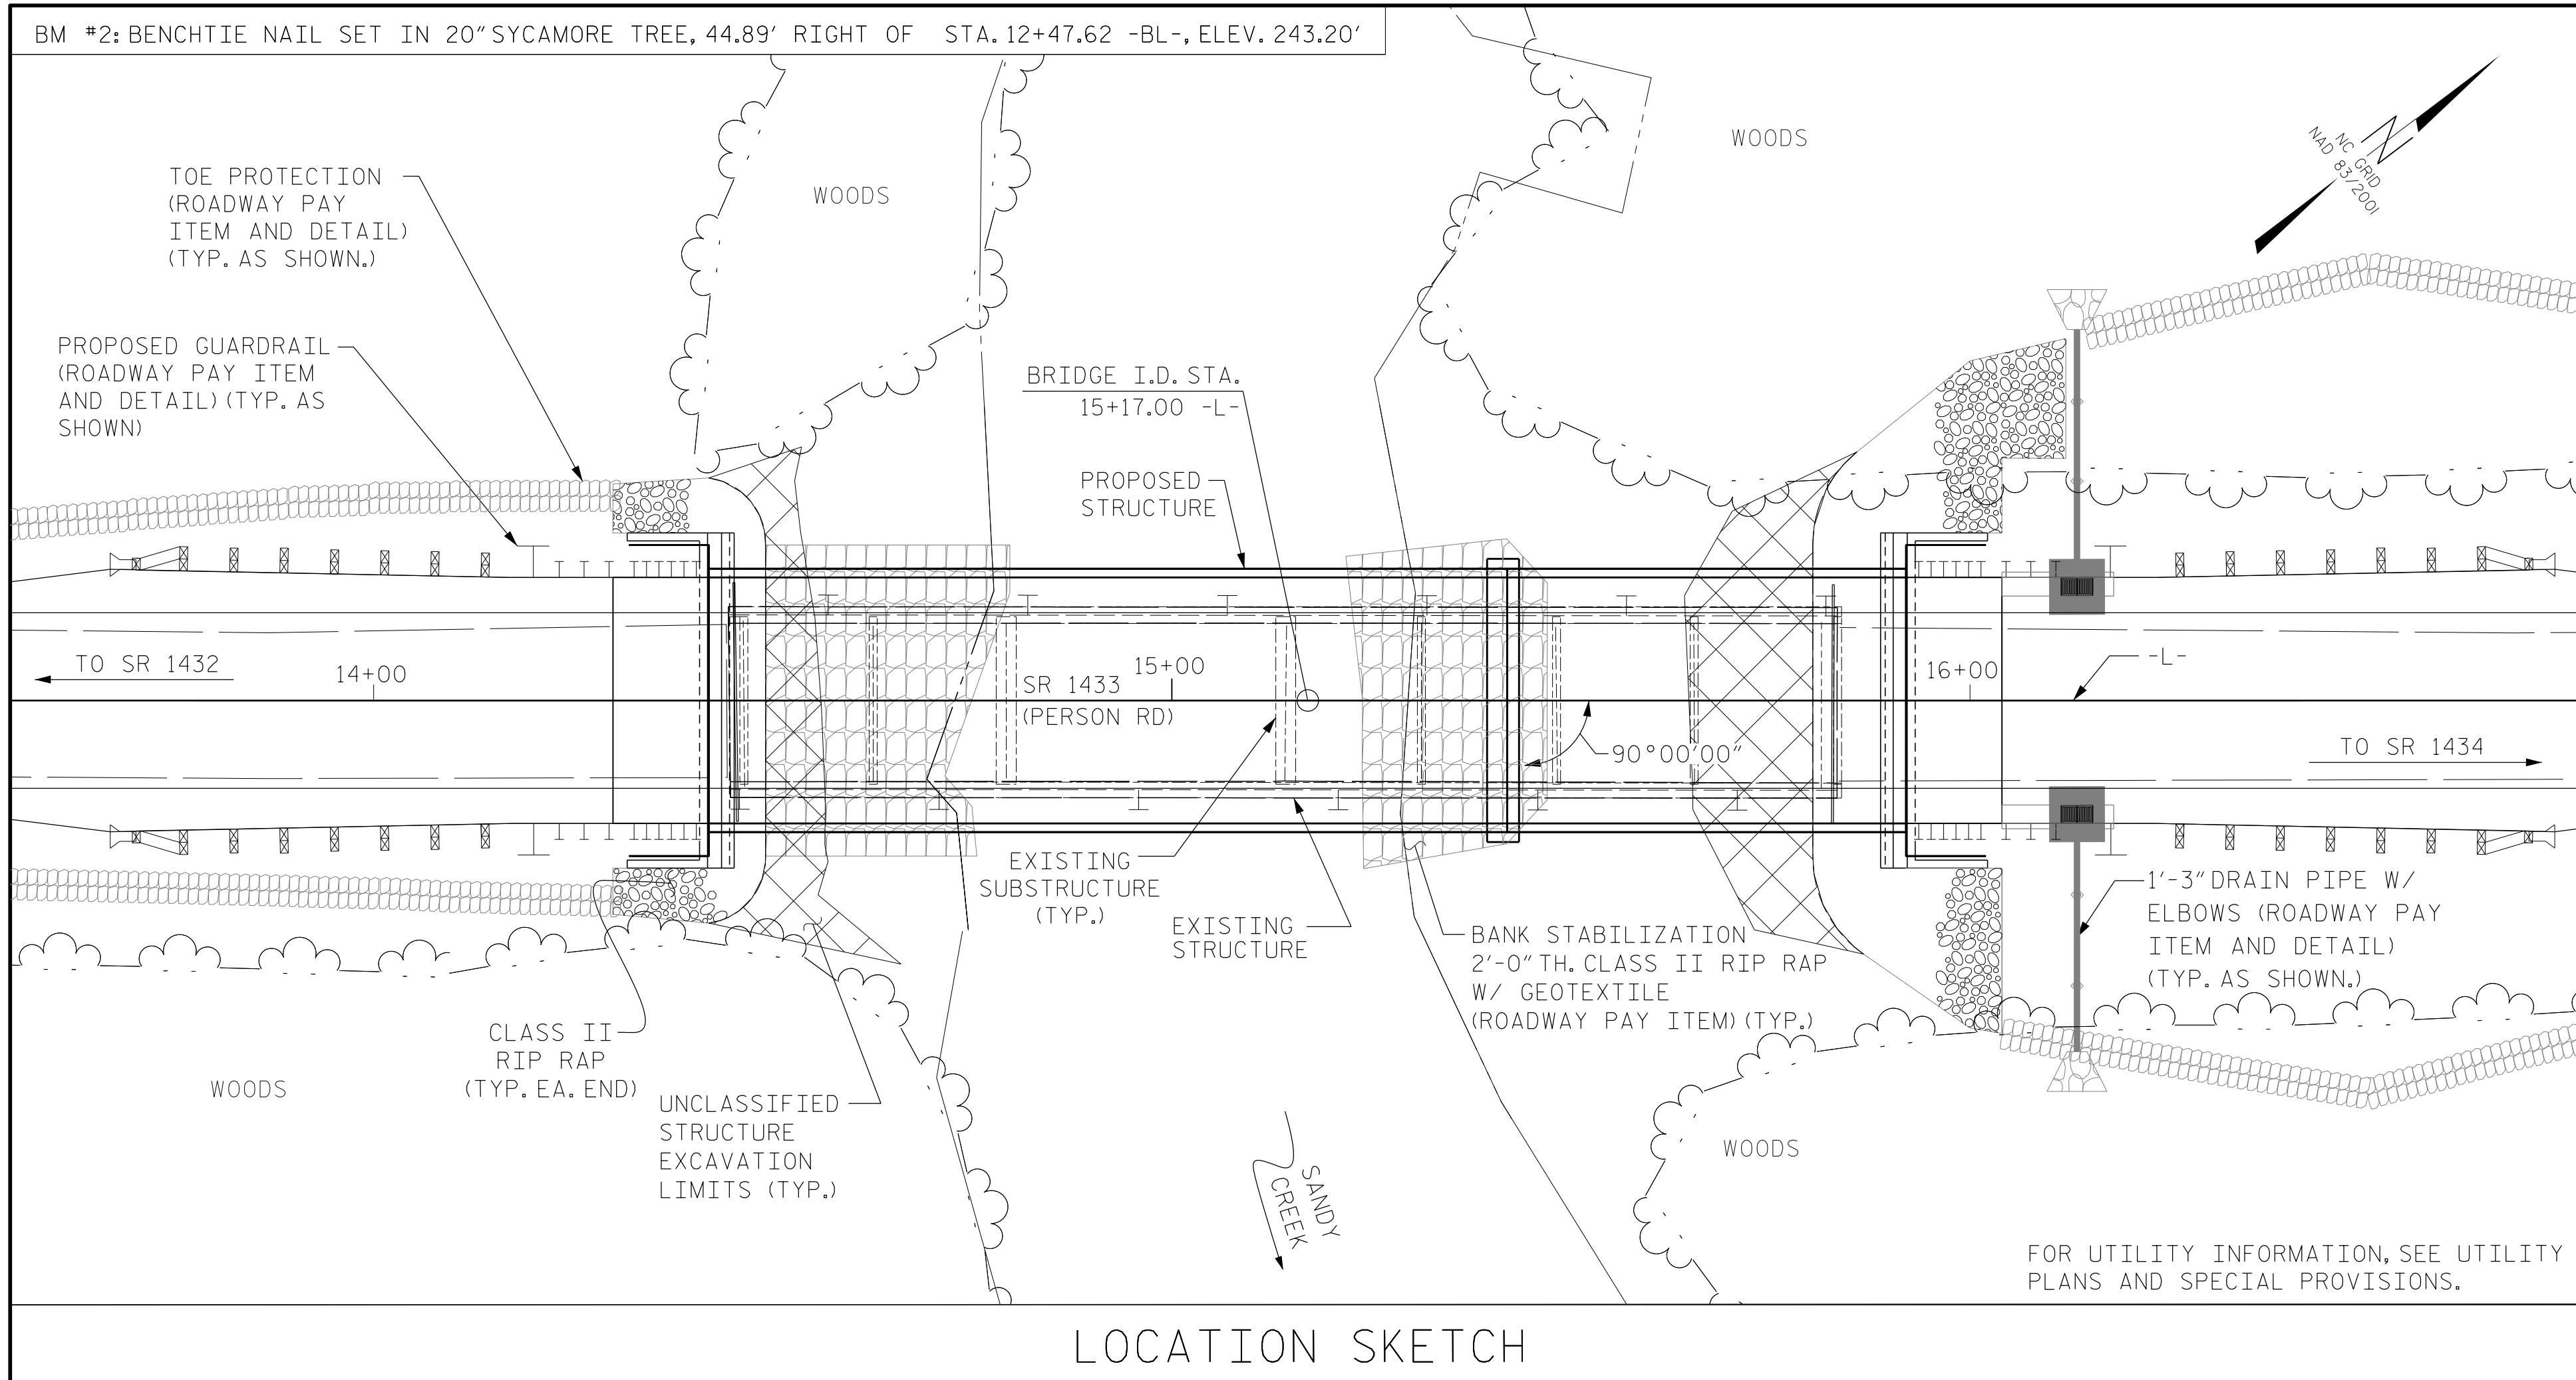 BM #2: BENCHTIE NAIL SET IN 20" SYCAMORE TREE, 44.89' RIGHT OF STA. 12+47.62 -BL-, ELEV. 243.20'
TOE PROTECTION
(ROADWAY PAY
ITEM AND DETAIL)
(TYP. AS SHOWN.)
WOODS
WOODS
N
NC GRID
NAD 83/2001
PROPOSED GUARDRAIL
(ROADWAY PAY ITEM
AND DETAIL) (TYP. AS
SHOWN)
BRIDGE I.D. STA.
15+17.00 -L-
PROPOSED
STRUCTURE
TO SR 1432
14+00
SR 1433
(PERSON RD)
15+00
16+00
-L-
90°00'00"
TO SR 1434
EXISTING
SUBSTRUCTURE
(TYP.)
EXISTING
STRUCTURE
BANK STABILIZATION
2'-0" TH. CLASS II RIP RAP
W/ GEOTEXTILE
(ROADWAY PAY ITEM) (TYP.)
1'-3" DRAIN PIPE W/
ELBOWS (ROADWAY PAY
ITEM AND DETAIL)
(TYP. AS SHOWN.)
CLASS II
RIP RAP
(TYP. EA. END)
WOODS
UNCLASSIFIED
STRUCTURE
EXCAVATION
LIMITS (TYP.)
SANDY
CREEK
WOODS
FOR UTILITY INFORMATION, SEE UTILITY
PLANS AND SPECIAL PROVISIONS.
LOCATION SKETCH